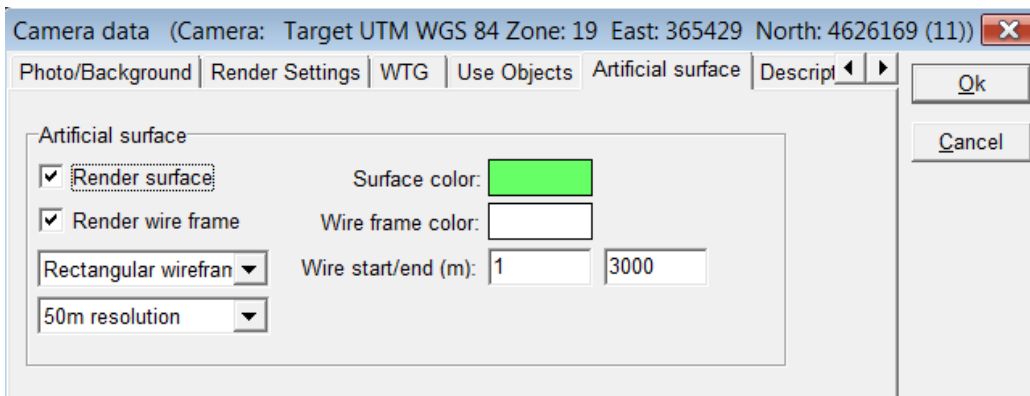 Camera data (Camera: Target UTM WGS 84 Zone: 19 East: 365429 North: 4626169 (11))
Photo/Background Render Settings WTG Use Objects Artificial surface Descript
Ok
Cancel
Artificial surface
Render surface Surface color:
Render wire frame Wire frame color:
Rectangular wirefran Wire start/end (m): 1 3000
50m resolution